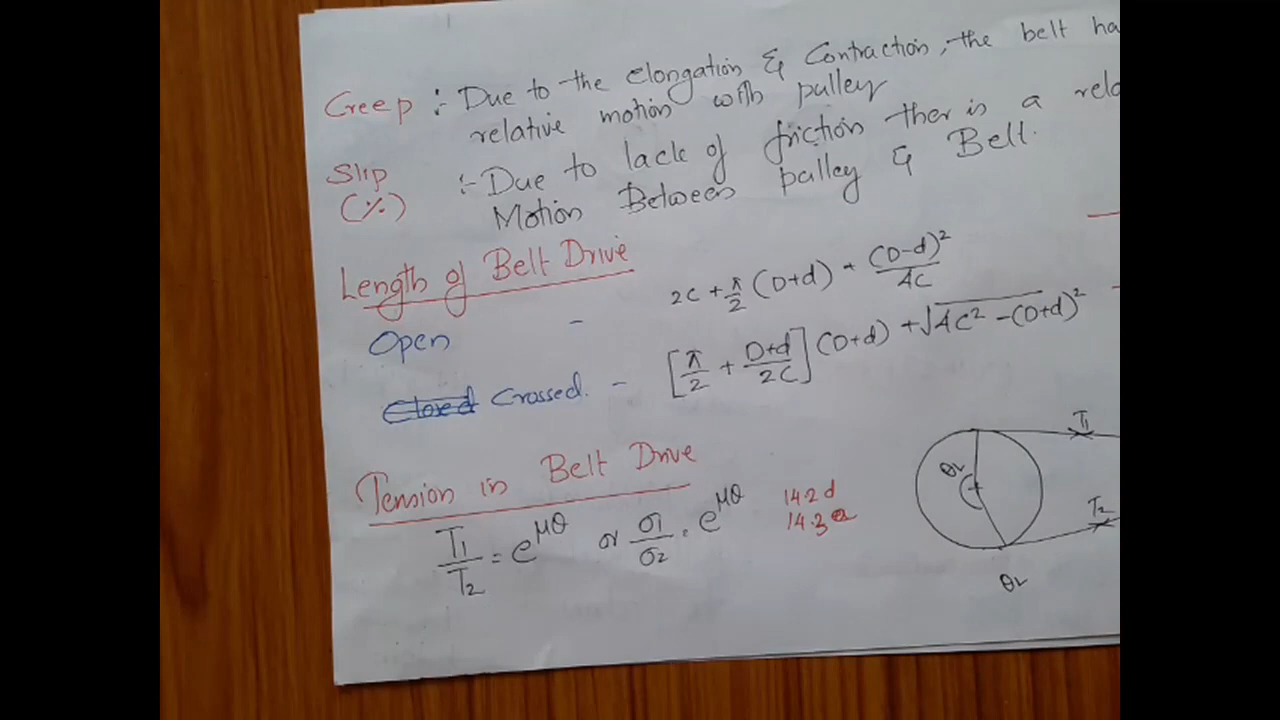 Creep :- Due to the Elongation & Contraction, the belt ha
relative motion with pulley
Slip :- Due to lack of friction ther is a rela
(%) Motion Between pulley & Belt.
Length of Belt Drive
Open - 2C + π/2 (D+d) + (D-d)²/4C
Closed Crossed. - [π/2 + D+d/2C] (D+d) + √4C² - (D+d)²
Tension in Belt Drive
T₁/T₂ = e^μθ or σ₁/σ₂ = e^μθ
14.2 d
14.3 e
T₁
θL
T₂
θL